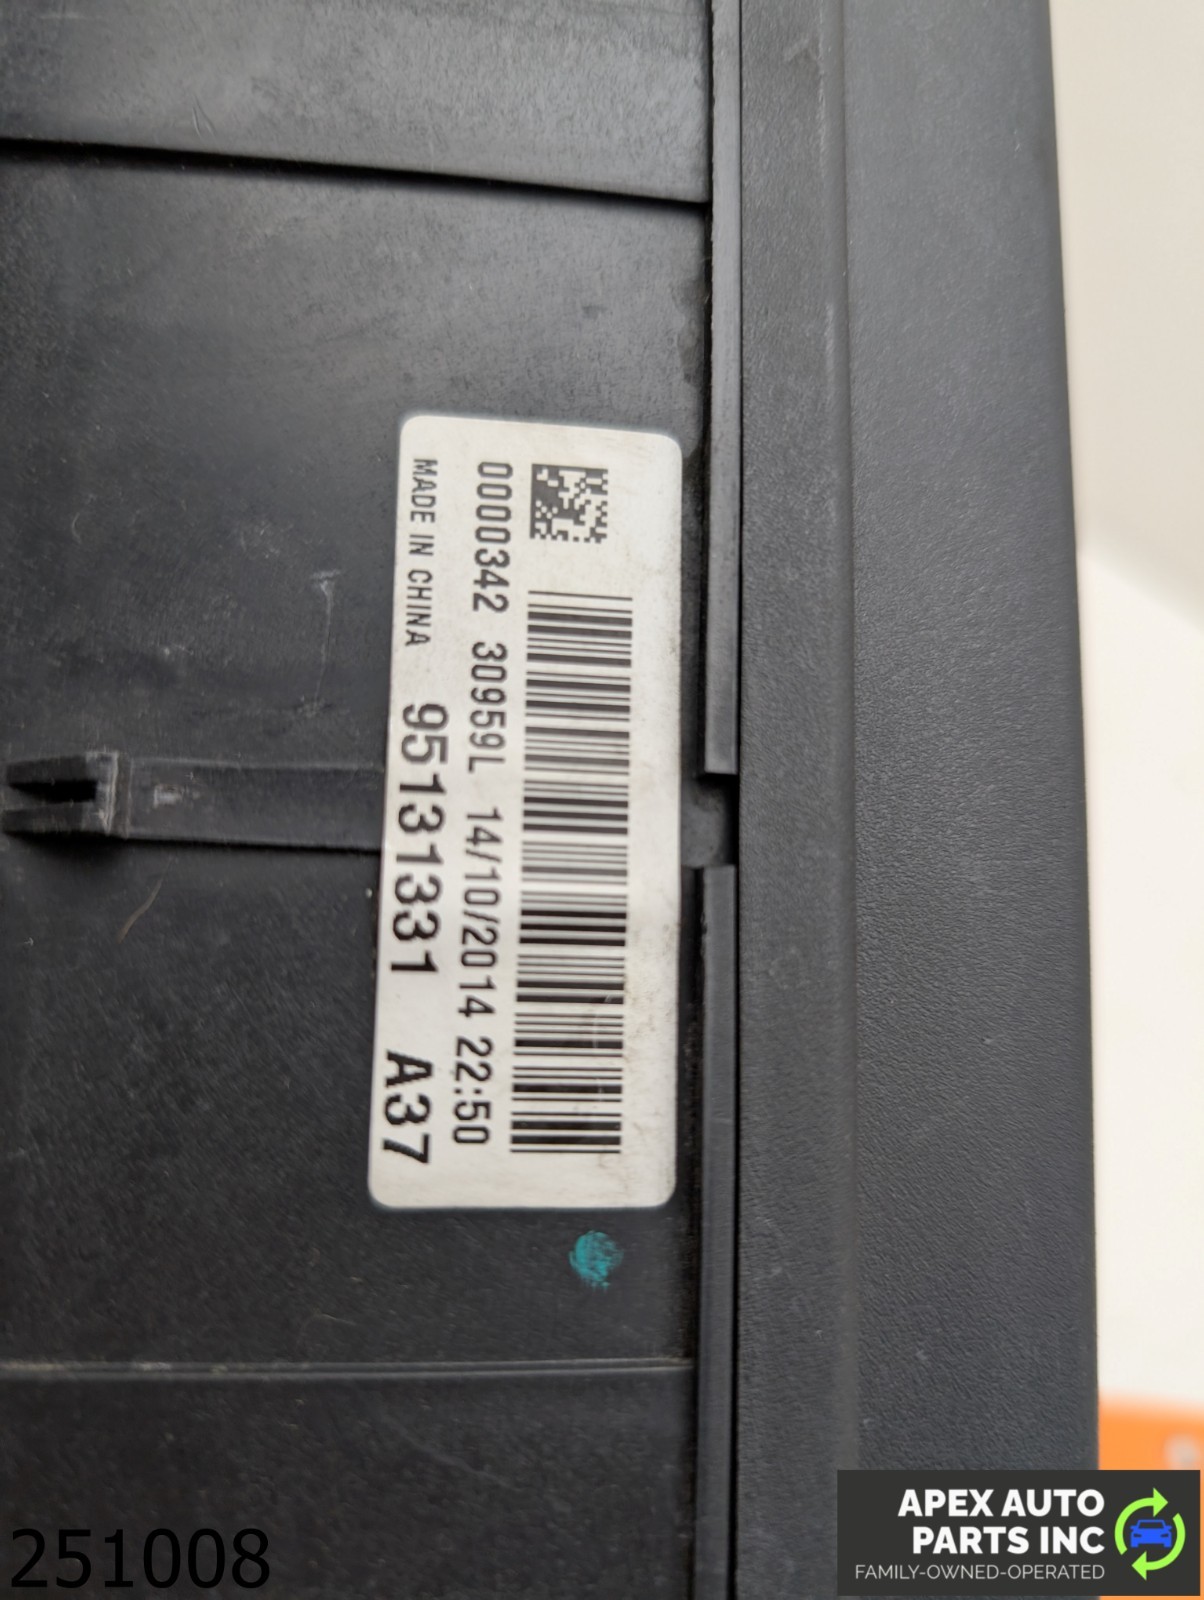 0000342 30959L 14/10/2014 22:50
MADE IN CHINA 95131331 A37
251008
APEX AUTO
PARTS INC
FAMILY-OWNED-OPERATED